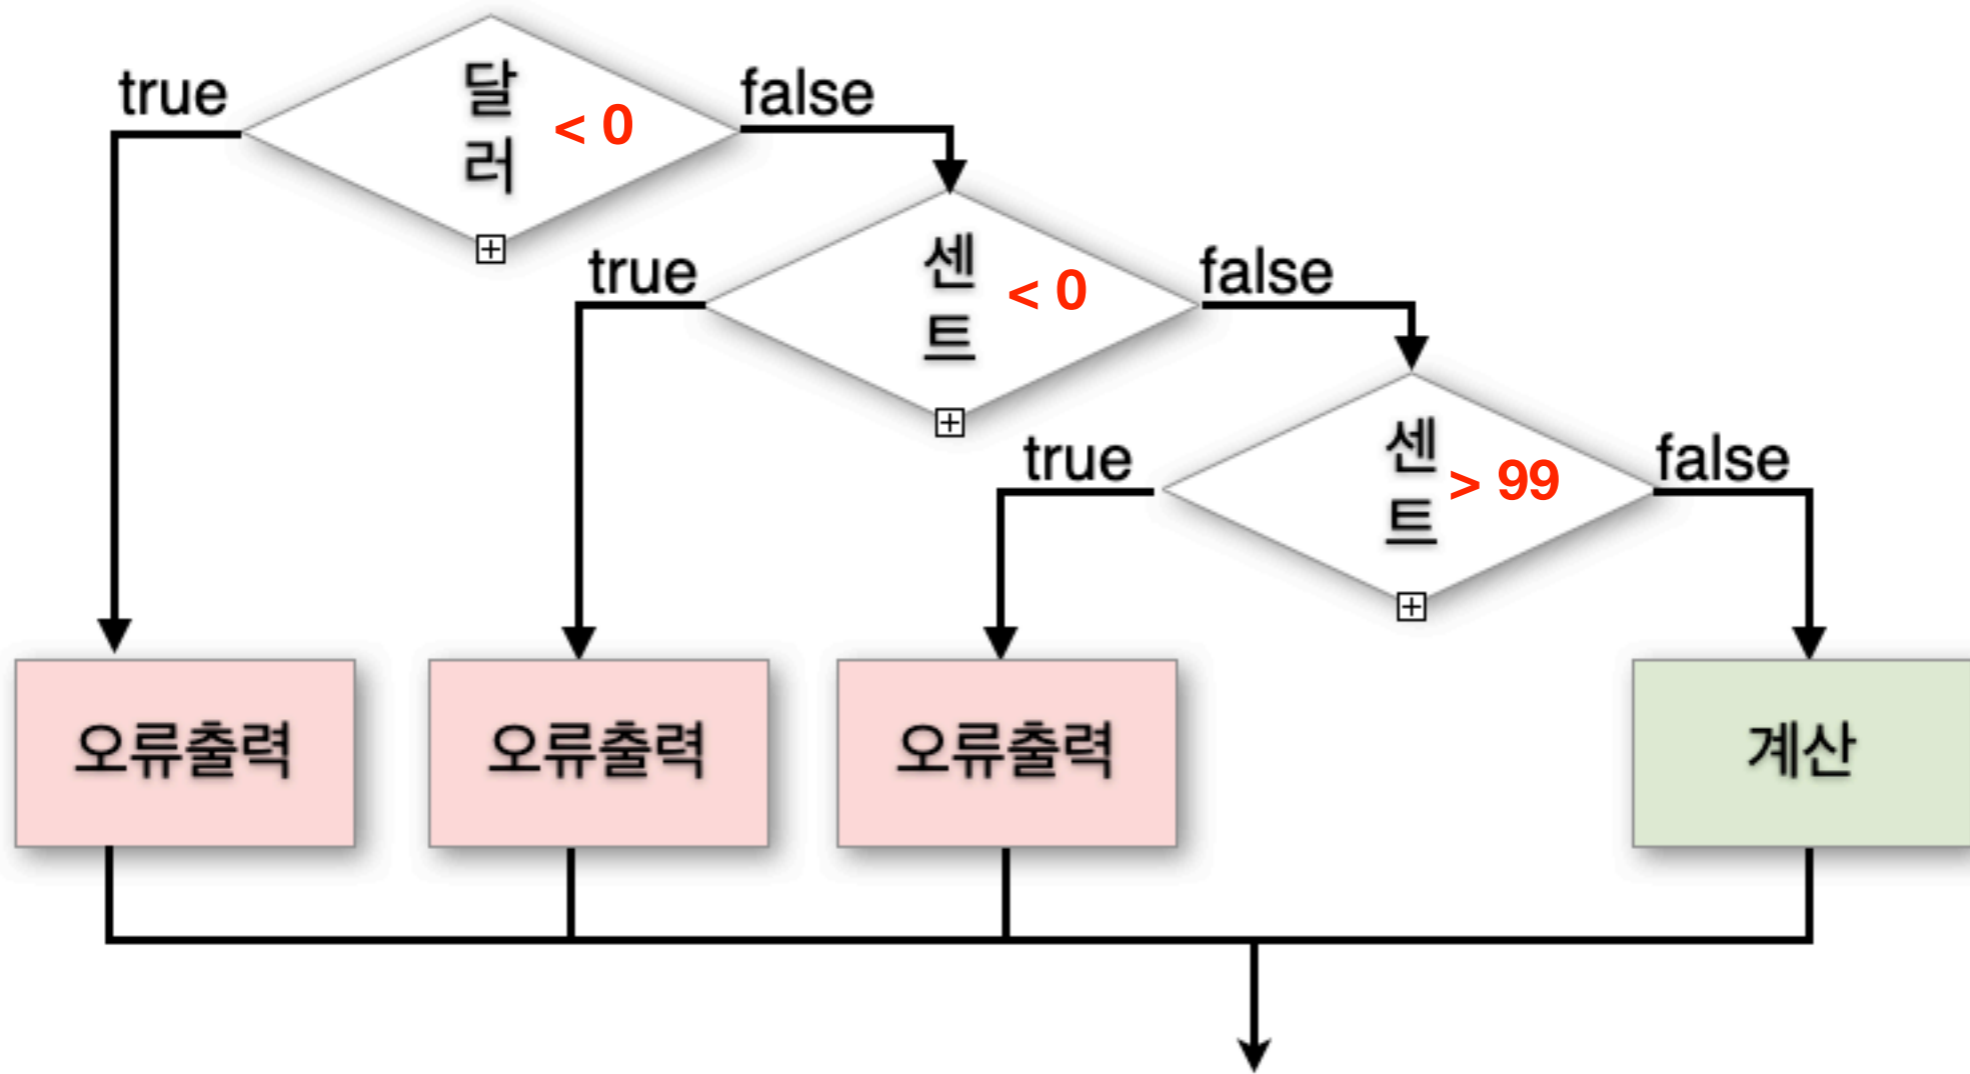 true
달
러
< 0
false
true
센
트
< 0
false
true
센
트
> 99
false
오류출력
오류출력
오류출력
계산